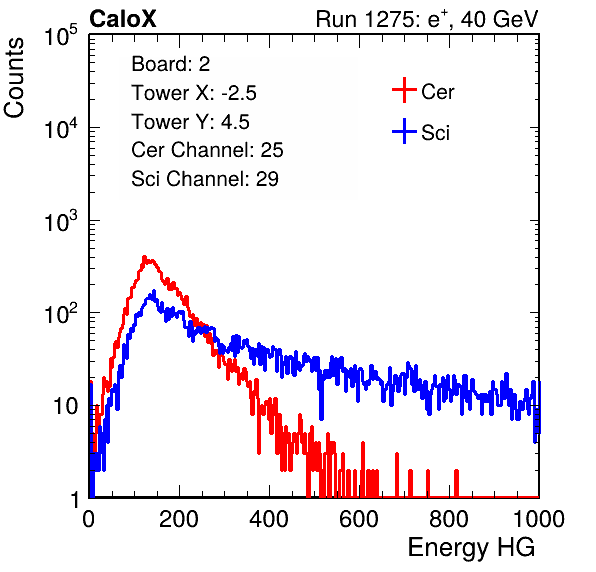 CaloX Run 1275: e+, 40 GeV
Counts
10^5
10^4
10^3
10^2
10
1
Board: 2
Tower X: -2.5
Tower Y: 4.5
Cer Channel: 25
Sci Channel: 29
Cer
Sci
0 200 400 600 800 1000
Energy HG